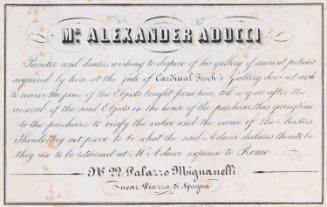 Mr. ALEXANDER ADUCCI
Painter and dealer, wishing to dispose of his gallery of ancient pictures
acquired by him at the Sale of Cardinal Fesch's Gallery does not wish
to receive the price of the Objects bought from him, till a year after the
arrival of the said Objects in the house of the purchaser, thus giving time
to the purchaser to verify the value and the name of the Masters
Should they not prove to be what the said Aducci declares them to be
they are to be returned at Mr. Aducci expense to Rome
Palazzo Mignanelli
near Piazza di Spagna